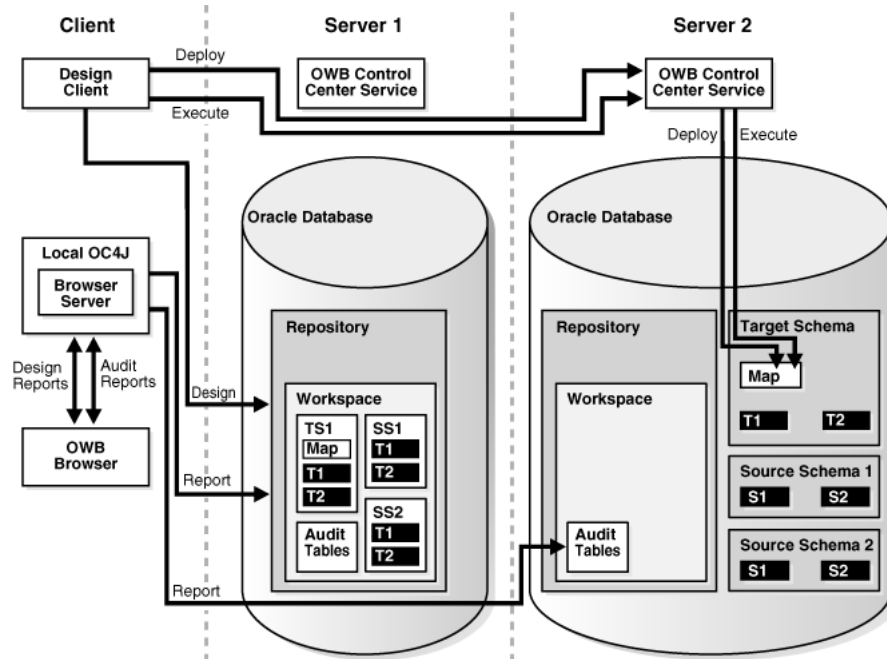 Client
Server 1
Server 2
Design
Client
Deploy
Execute
OWB Control
Center Service
OWB Control
Center Service
Deploy
Execute
Local OC4J
Browser
Server
Design
Reports
Audit
Reports
OWB
Browser
Design
Report
Report
Oracle Database
Repository
Workspace
TS1
Map
T1
T2
SS1
T1
T2
Audit
Tables
SS2
T1
T2
Oracle Database
Repository
Workspace
Audit
Tables
Target Schema
Map
T1
T2
Source Schema 1
S1
S2
Source Schema 2
S1
S2